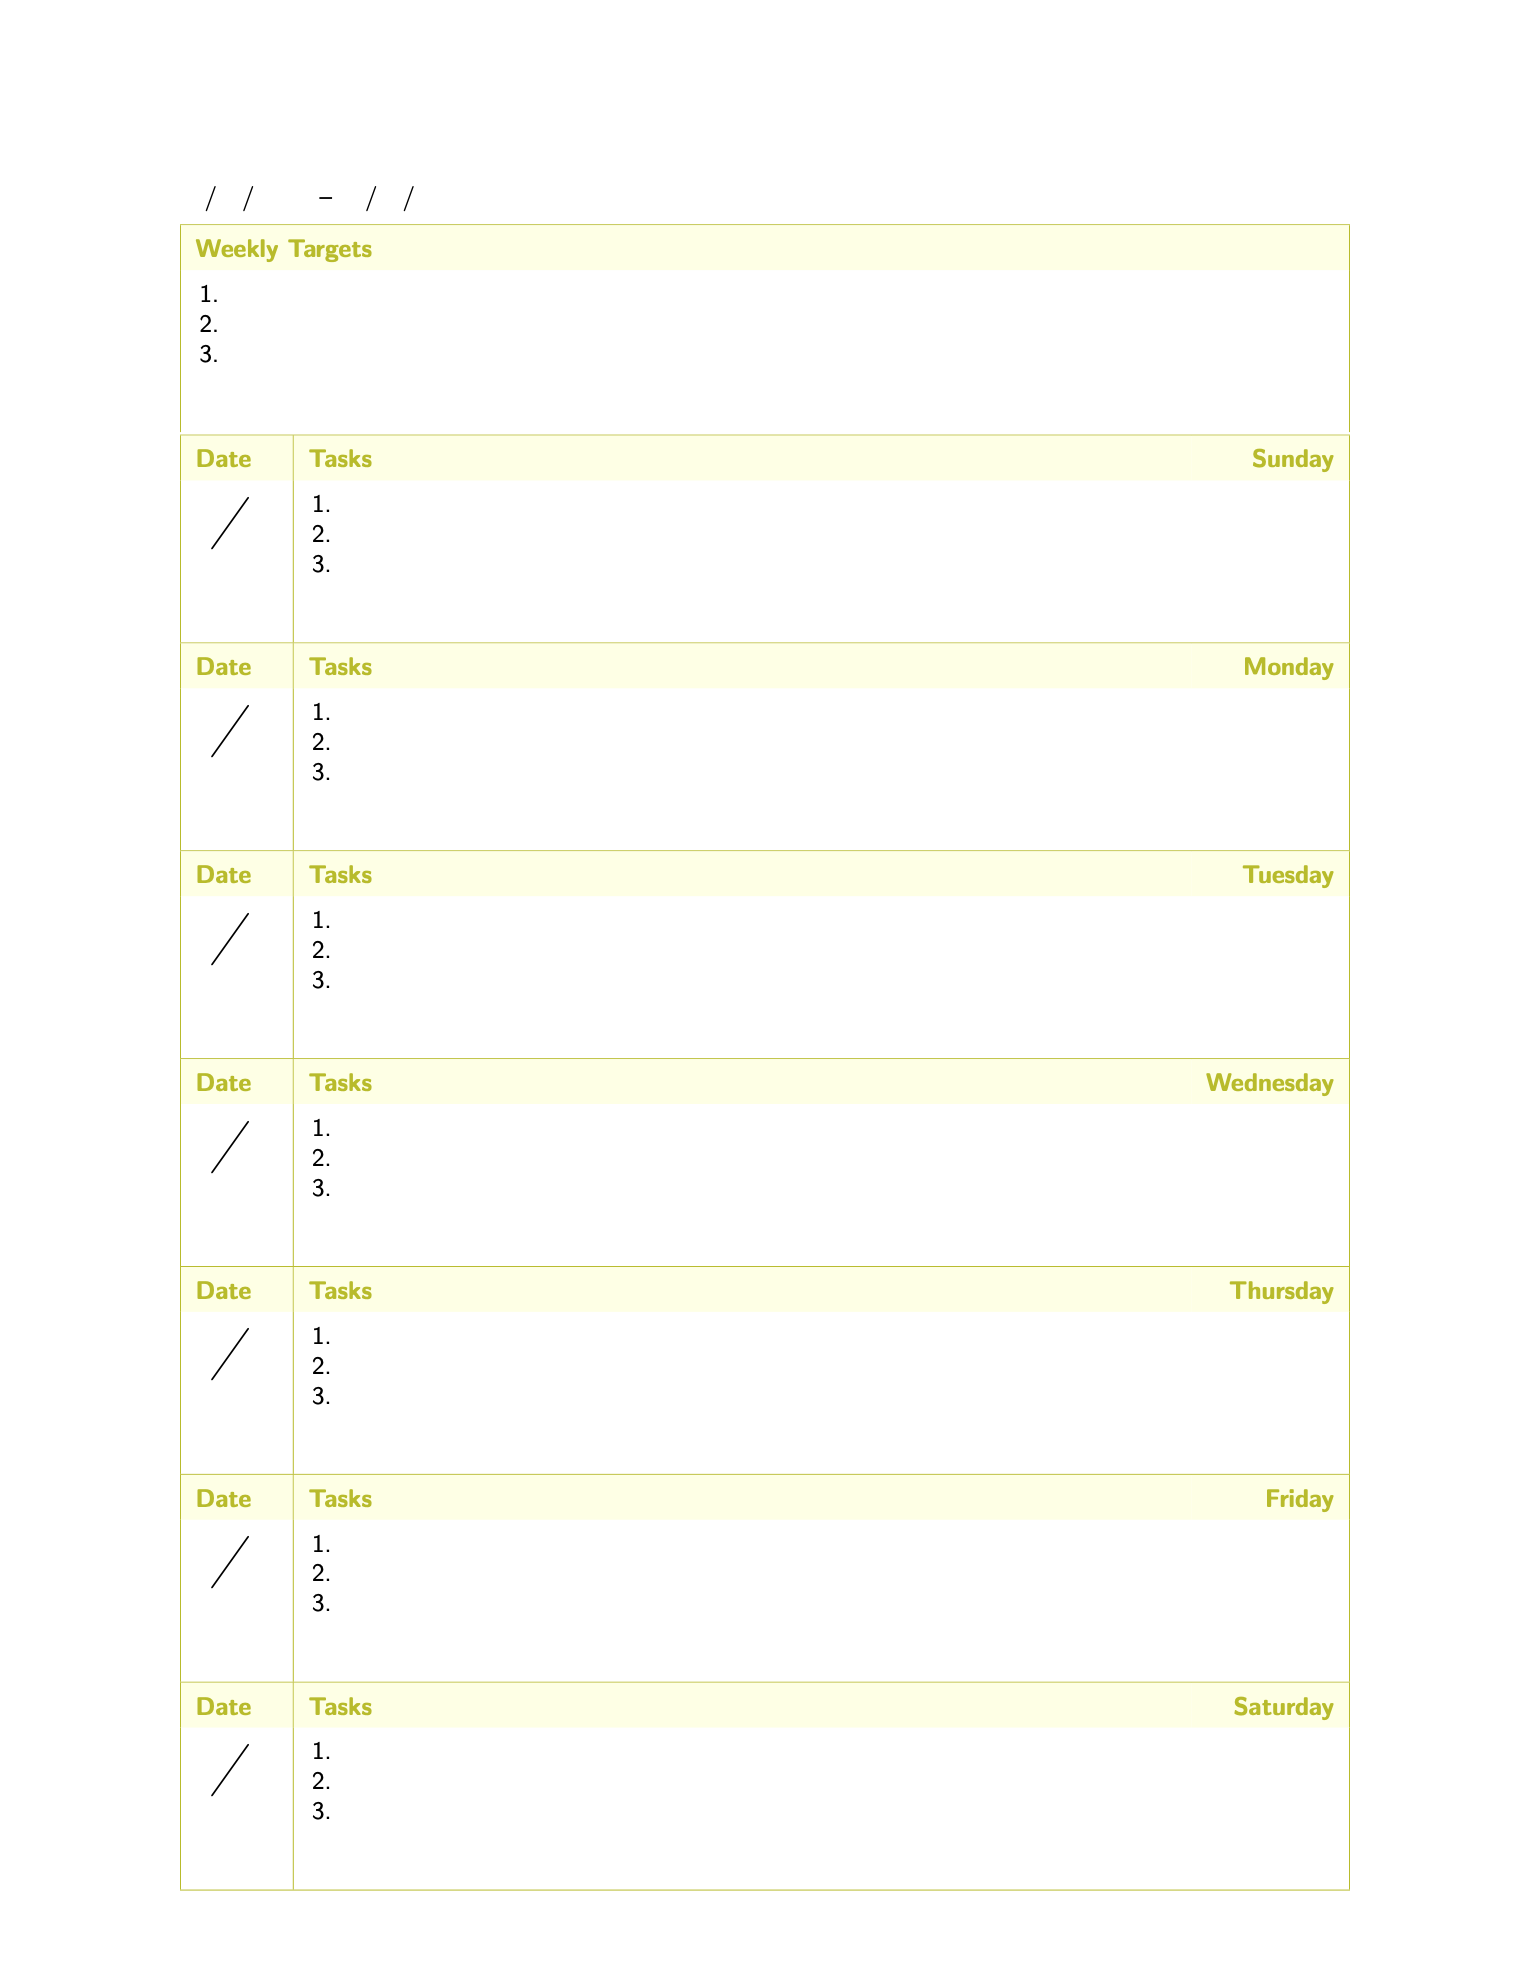 / / – / /
Weekly Targets
1.
2.
3.
Date Tasks Sunday
/ 1.
2.
3.
Date Tasks Monday
/ 1.
2.
3.
Date Tasks Tuesday
/ 1.
2.
3.
Date Tasks Wednesday
/ 1.
2.
3.
Date Tasks Thursday
/ 1.
2.
3.
Date Tasks Friday
/ 1.
2.
3.
Date Tasks Saturday
/ 1.
2.
3.